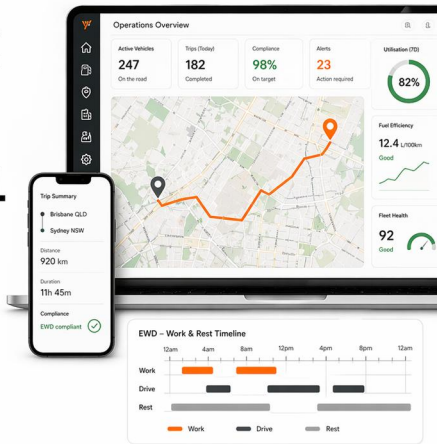 Operations Overview
Active Vehicles
247
On the road
Trips (Today)
182
Completed
Compliance
98%
On target
Alerts
23
Action required
Utilisation (7D)
82%
Fuel Efficiency
12.4 L/100km
Good
Fleet Health
92
Good
Trip Summary
Brisbane QLD
Sydney NSW
Distance
920 km
Duration
11h 45m
Compliance
EWD compliant
EWD – Work & Rest Timeline
12am 4am 7am 12pm 4pm 8pm 12am
Work
Drive
Rest
Work Drive Rest